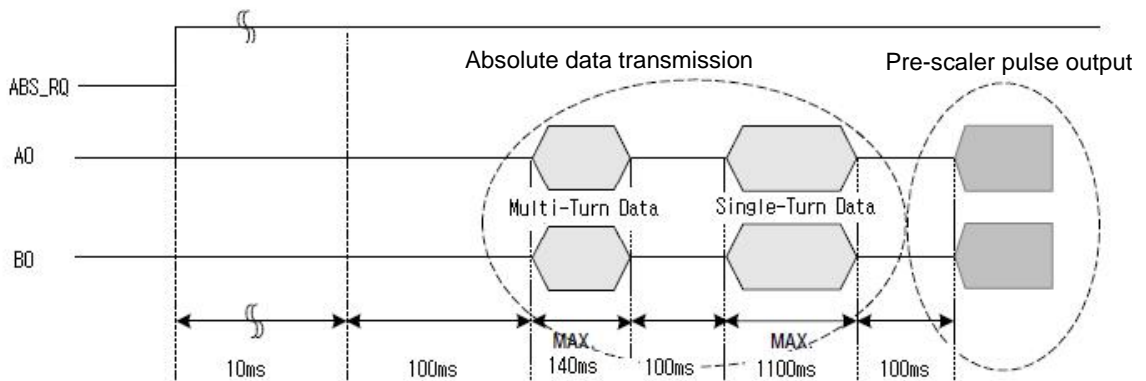 Absolute data transmission
Pre-scaler pulse output
ABS_RQ
AO
Multi-Turn Data
Single-Turn Data
BO
MAX.
MAX.
10ms
100ms
140ms
100ms
1100ms
100ms